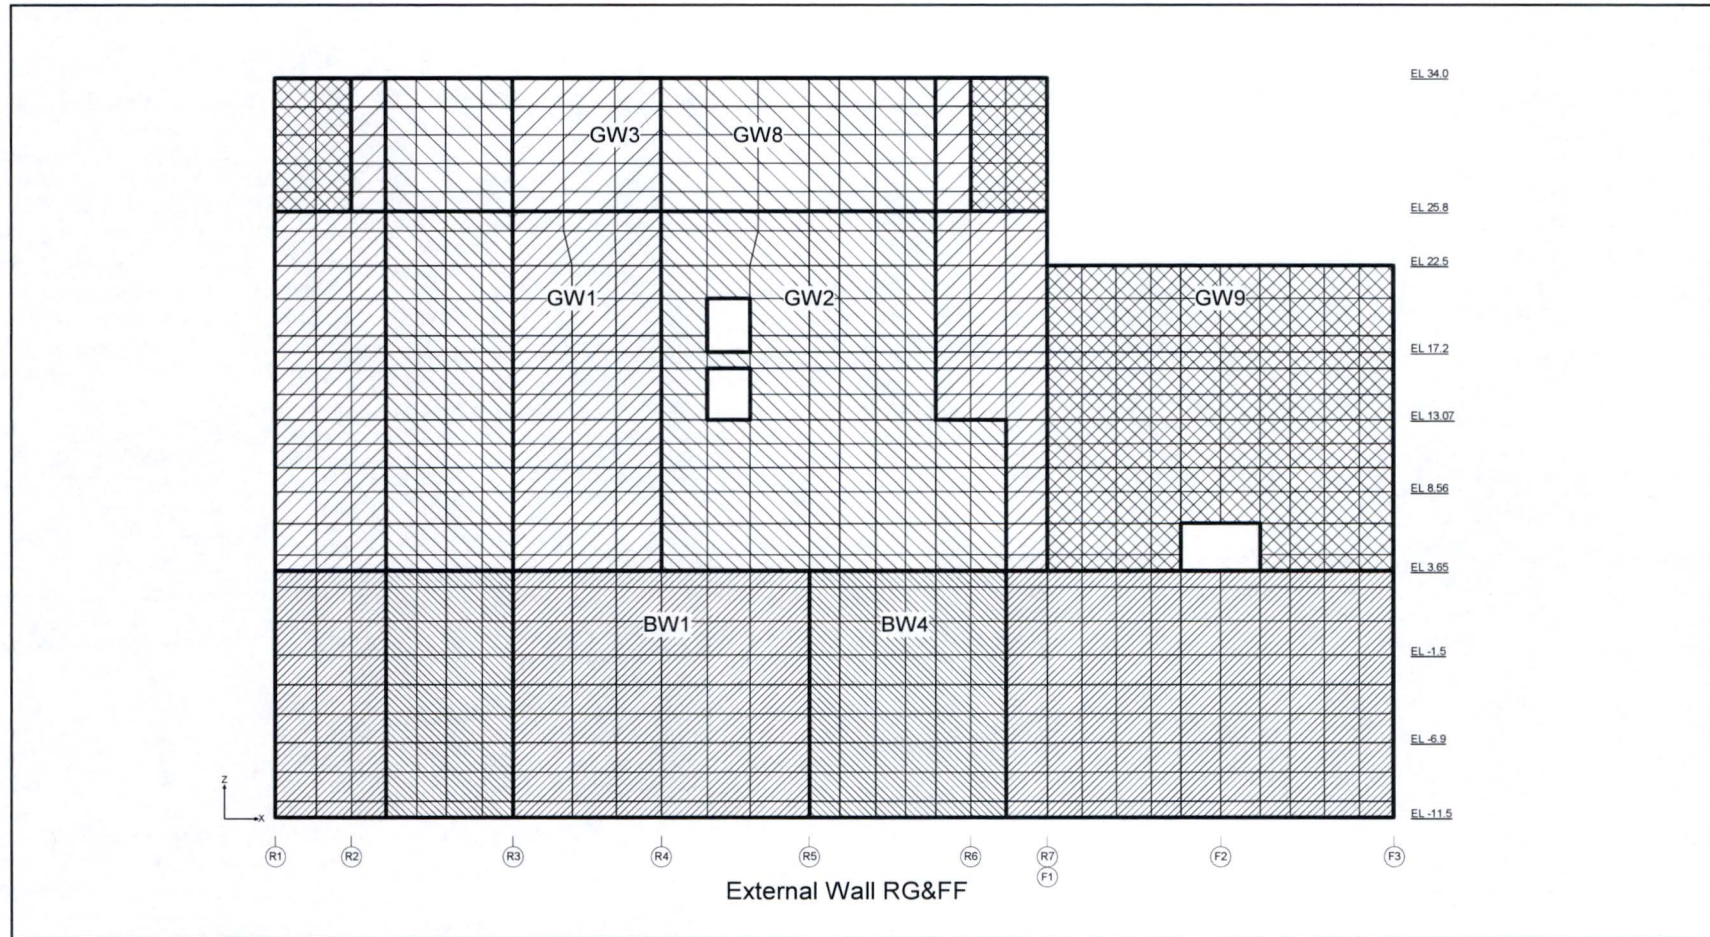 EL 34.0
GW3 GW8
EL 25.8
EL 22.5
GW1 GW2 GW9
EL 17.2
EL 13.07
EL 8.56
EL 3.65
BW1 BW4
EL -1.5
EL -6.9
Z
X
EL -11.5
R1 R2 R3 R4 R5 R6 R7 F2 F3
F1
External Wall RG&FF